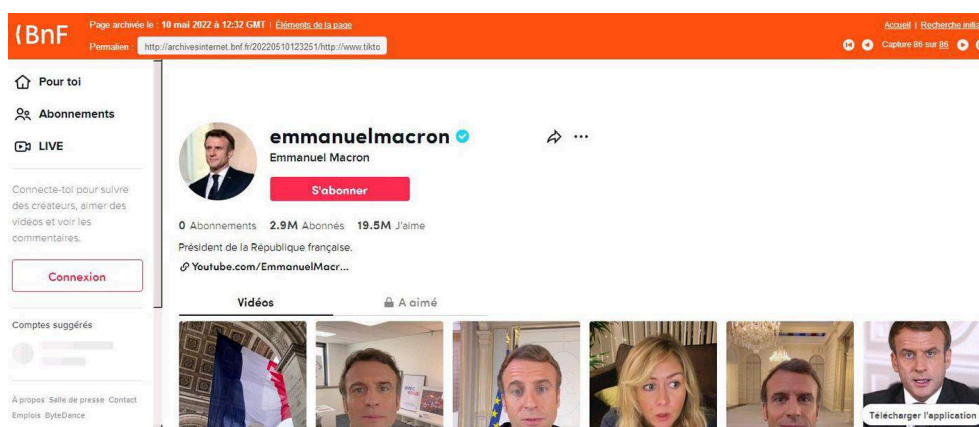 (BnF
Page archivée le : 10 mai 2022 à 12:32 GMT | Éléments de la page
Accueil | Recherche
Permalien : http://archivesinternet.bnf.fr/20220510123251/http://www.tikto
Capture 86 sur 86
Pour toi
Abonnements
LIVE
Connecte-toi pour suivre
des créateurs, aimer des
vidéos et voir les
commentaires.
Connexion
Comptes suggérés
À propos Salle de presse Contact
Emplois ByteDance
emmanuelmacron
Emmanuel Macron
S'abonner
0 Abonnements 2.9M Abonnés 19.5M J'aime
Président de la République française.
Youtube.com/EmmanuelMacr...
Vidéos
A aimé
Télécharger l'application